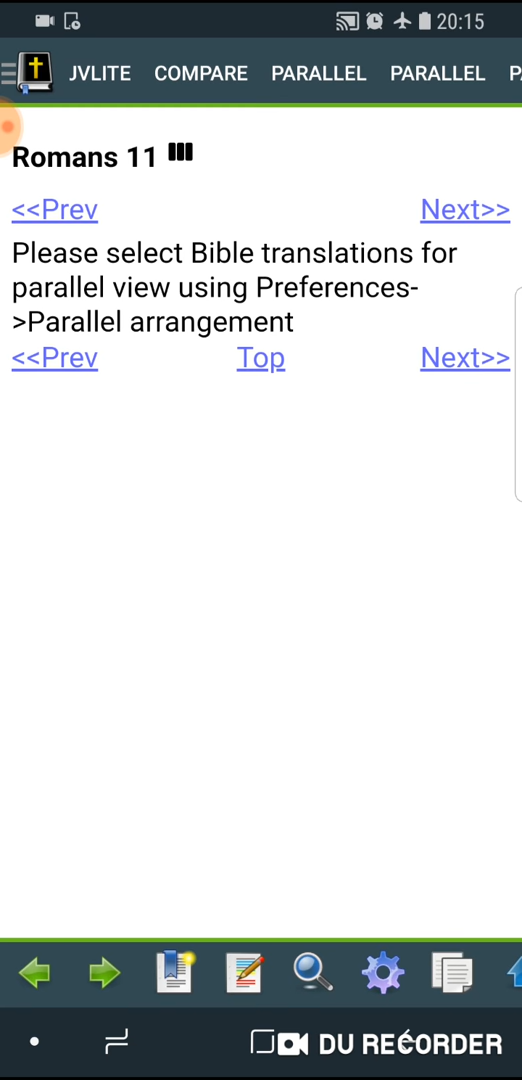 20:15
JVLITE COMPARE PARALLEL PARALLEL
Romans 11
<<Prev Next>>
Please select Bible translations for
parallel view using Preferences-
>Parallel arrangement
<<Prev Top Next>>
DU RECORDER